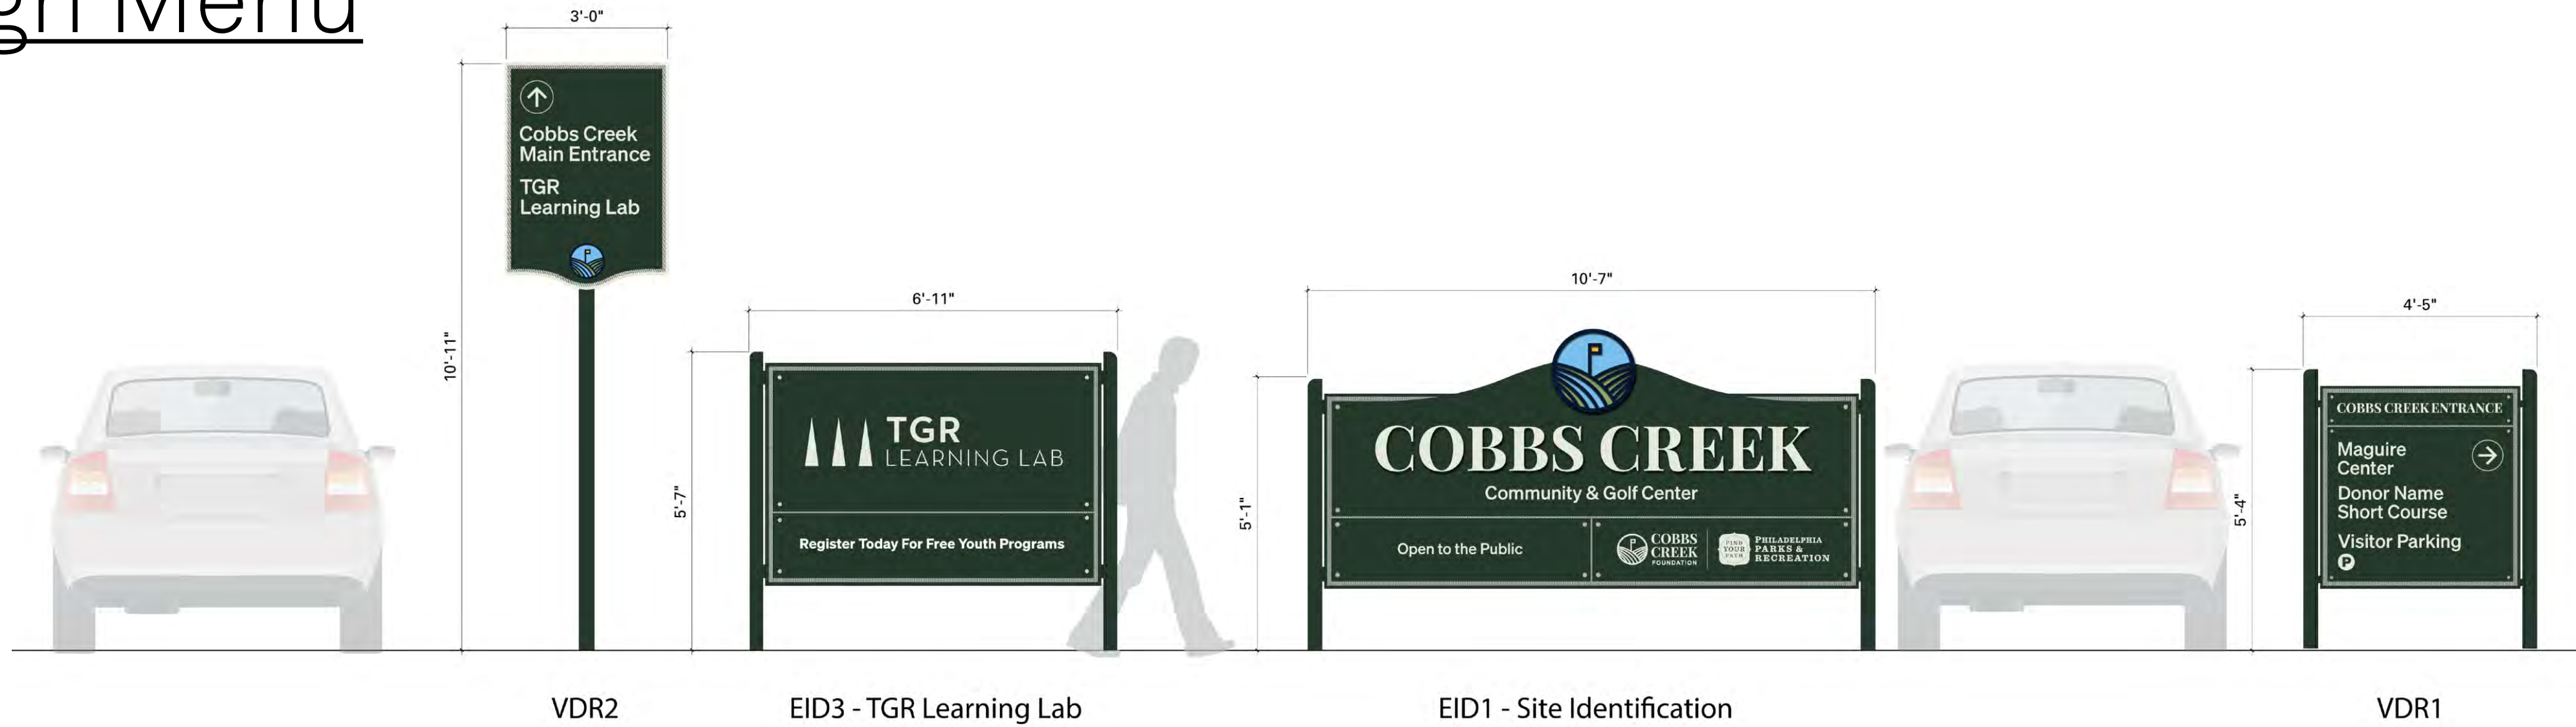 gn Menu
3'-0"
10'-11"
Cobbs Creek
Main Entrance
TGR
Learning Lab
VDR2
6'-11"
5'-7"
TGR
LEARNING LAB
Register Today For Free Youth Programs
EID3 - TGR Learning Lab
10'-7"
5'-1"
COBBS CREEK
Community & Golf Center
Open to the Public
COBBS
CREEK
FOUNDATION
FIND
YOUR
PATH
PHILADELPHIA
PARKS &
RECREATION
EID1 - Site Identification
4'-5"
5'-4"
COBBS CREEK ENTRANCE
Maguire
Center
Donor Name
Short Course
Visitor Parking
P
VDR1